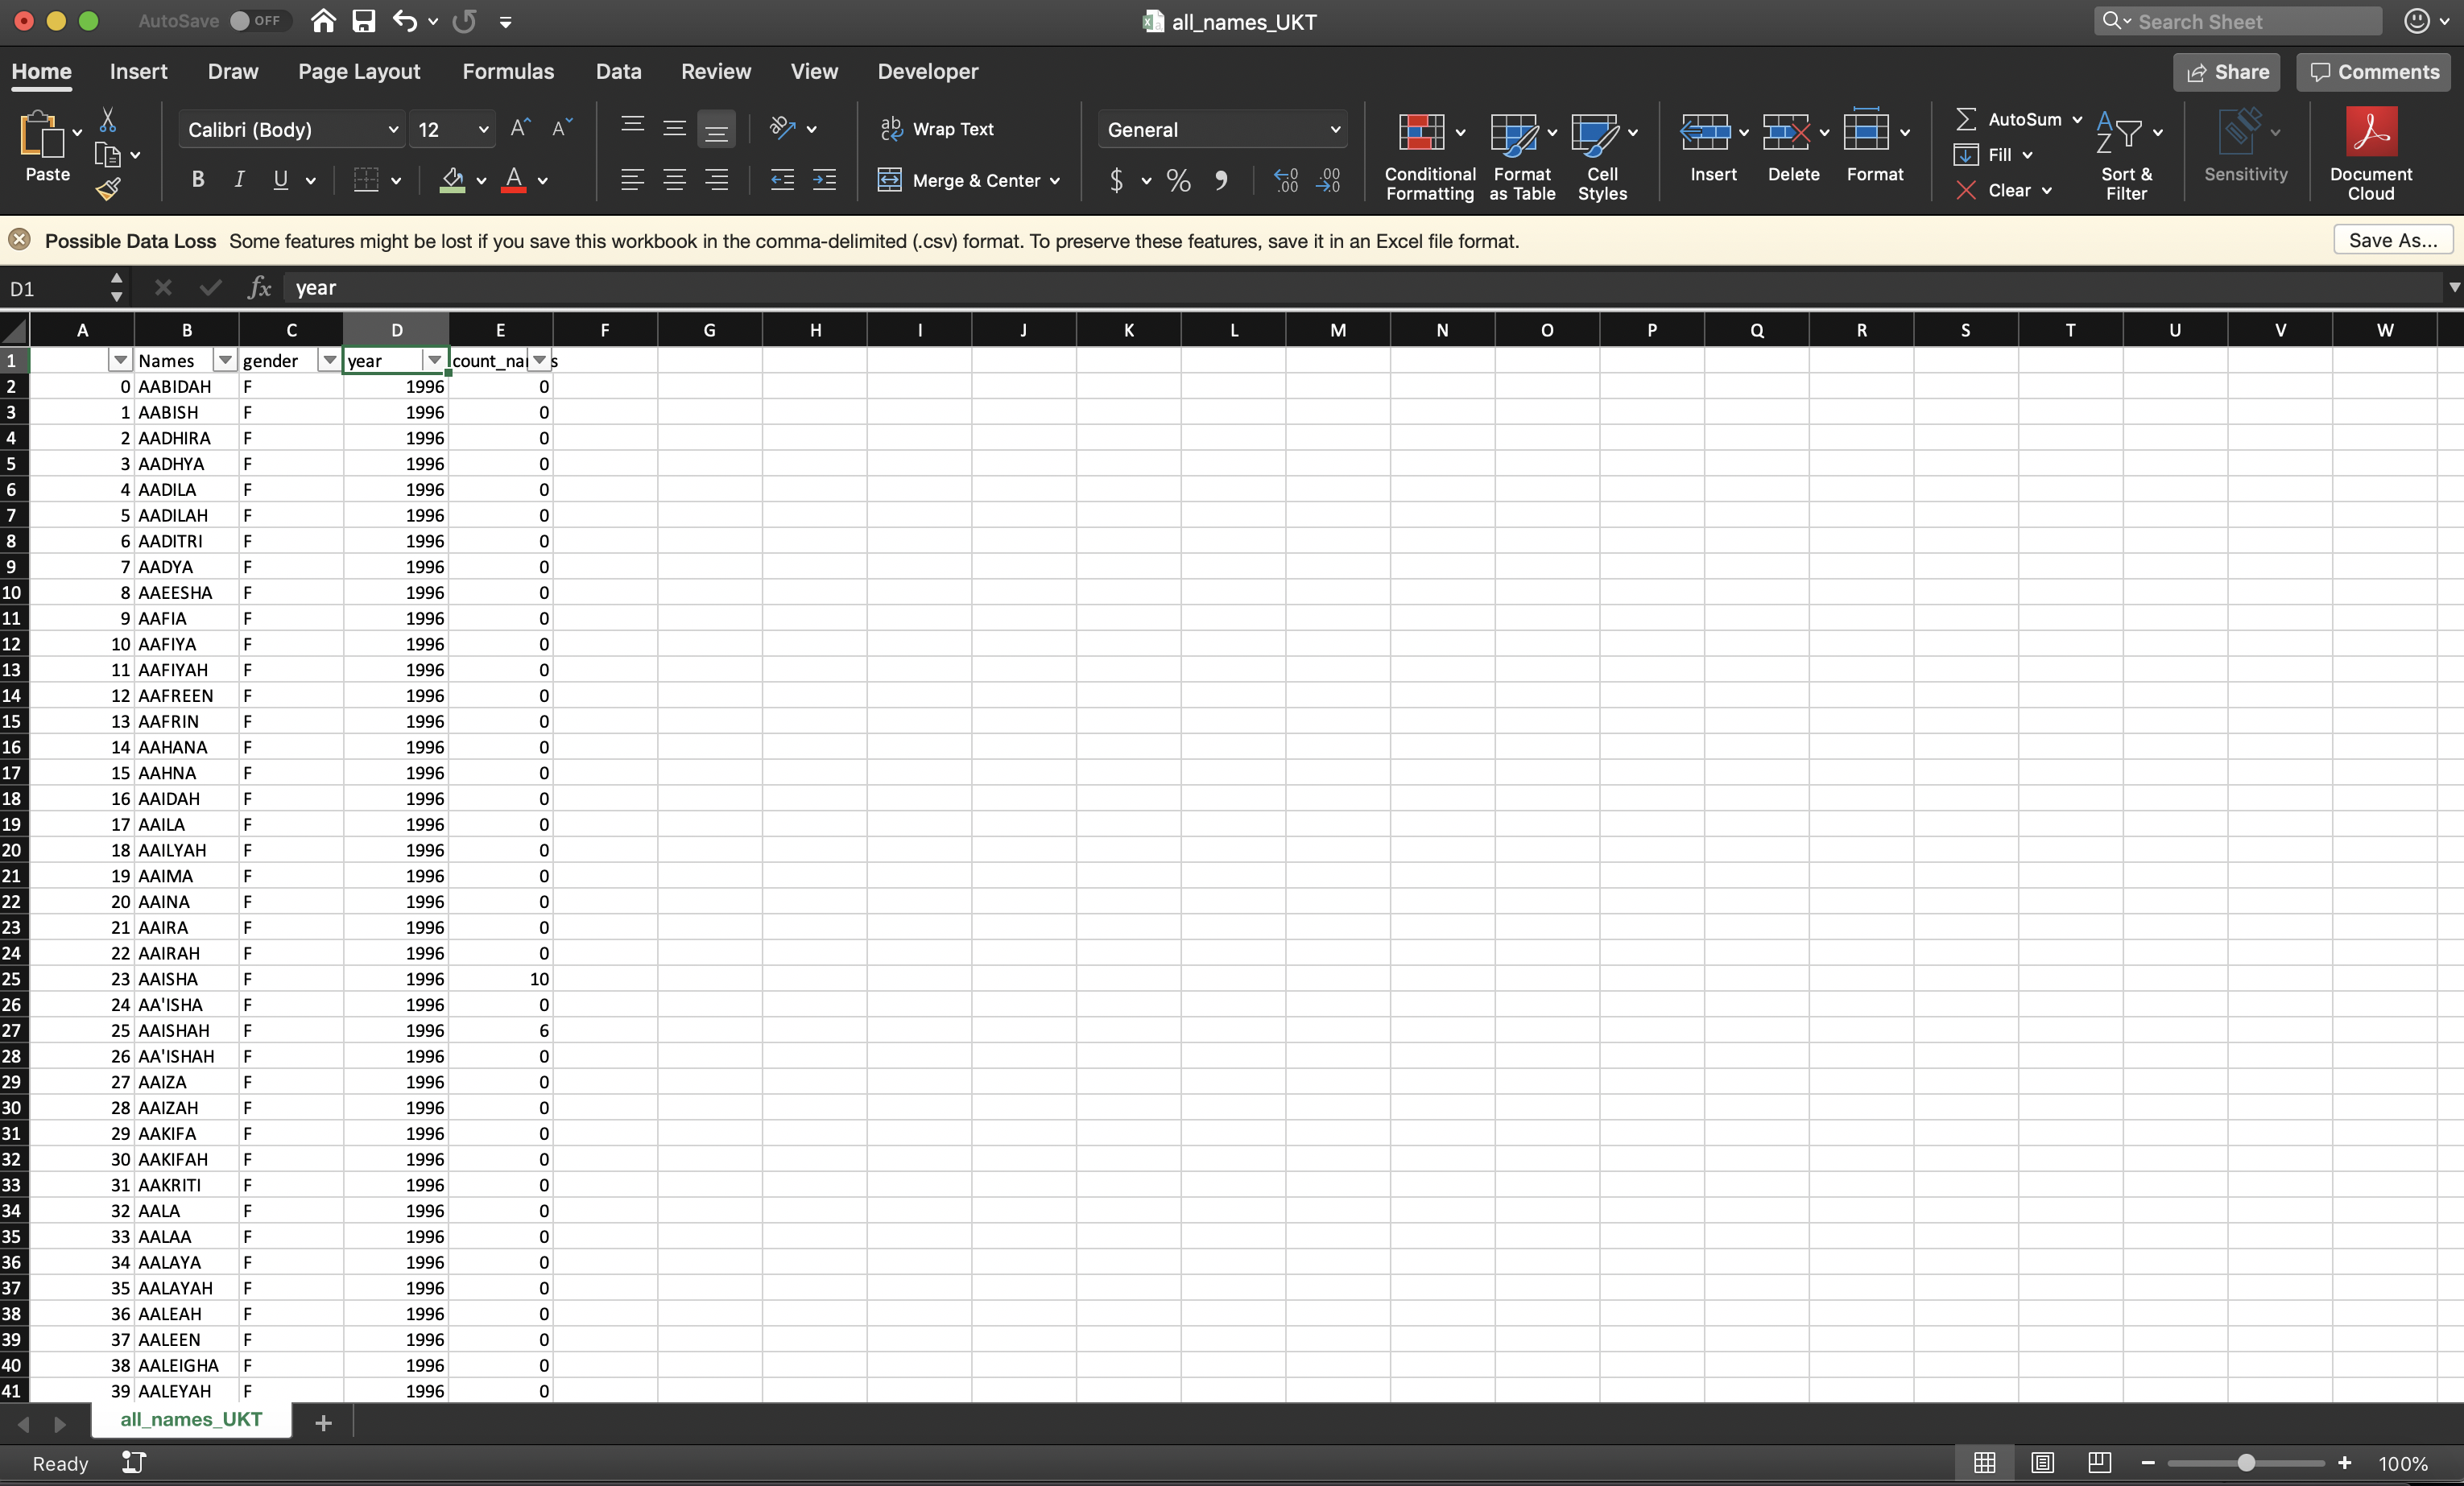 AutoSave OFF all_names_UKT Search Sheet
Home Insert Draw Page Layout Formulas Data Review View Developer Share Comments
Paste Calibri (Body) 12 Wrap Text General Conditional Formatting Format as Table Cell Styles Insert Delete Format AutoSum Fill Clear Sort & Filter Sensitivity Document Cloud
B I U A Merge & Center $ %
Possible Data Loss Some features might be lost if you save this workbook in the comma-delimited (.csv) format. To preserve these features, save it in an Excel file format. Save As...
D1 fx year
A B C D E F G H I J K L M N O P Q R S T U V W
1 Names gender year count_na s
2 0 AABIDAH F 1996 0
3 1 AABISH F 1996 0
4 2 AADHIRA F 1996 0
5 3 AADHYA F 1996 0
6 4 AADILA F 1996 0
7 5 AADILAH F 1996 0
8 6 AADITRI F 1996 0
9 7 AADYA F 1996 0
10 8 AAEESHA F 1996 0
11 9 AAFIA F 1996 0
12 10 AAFIYA F 1996 0
13 11 AAFIYAH F 1996 0
14 12 AAFREEN F 1996 0
15 13 AAFRIN F 1996 0
16 14 AAHANA F 1996 0
17 15 AAHNA F 1996 0
18 16 AAIDAH F 1996 0
19 17 AAILA F 1996 0
20 18 AAILYAH F 1996 0
21 19 AAIMA F 1996 0
22 20 AAINA F 1996 0
23 21 AAIRA F 1996 0
24 22 AAIRAH F 1996 0
25 23 AAISHA F 1996 10
26 24 AA'ISHA F 1996 0
27 25 AAISHAH F 1996 6
28 26 AA'ISHAH F 1996 0
29 27 AAIZA F 1996 0
30 28 AAIZAH F 1996 0
31 29 AAKIFA F 1996 0
32 30 AAKIFAH F 1996 0
33 31 AAKRITI F 1996 0
34 32 AALA F 1996 0
35 33 AALAA F 1996 0
36 34 AALAYA F 1996 0
37 35 AALAYAH F 1996 0
38 36 AALEAH F 1996 0
39 37 AALEEN F 1996 0
40 38 AALEIGHA F 1996 0
41 39 AALEYAH F 1996 0
all_names_UKT +
Ready 100%